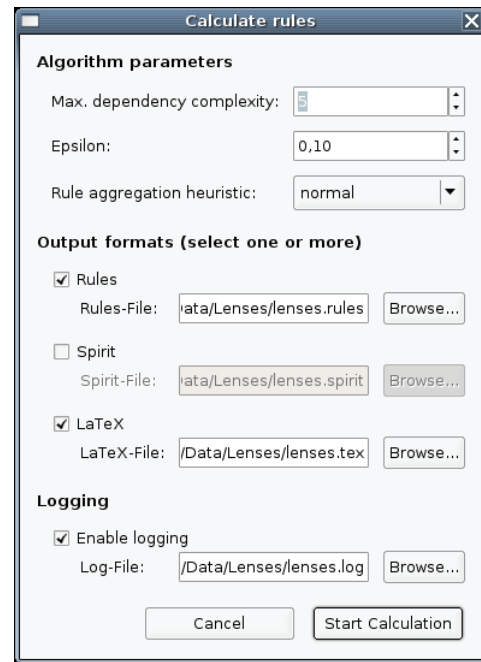 Calculate rules
Algorithm parameters
Max. dependency complexity: 5
Epsilon: 0,10
Rule aggregation heuristic: normal
Output formats (select one or more)
Rules
Rules-File: ata/Lenses/lenses.rules Browse...
Spirit
Spirit-File: ata/Lenses/lenses.spirit Browse...
LaTeX
LaTeX-File: /Data/Lenses/lenses.tex Browse...
Logging
Enable logging
Log-File: /Data/Lenses/lenses.log Browse...
Cancel Start Calculation